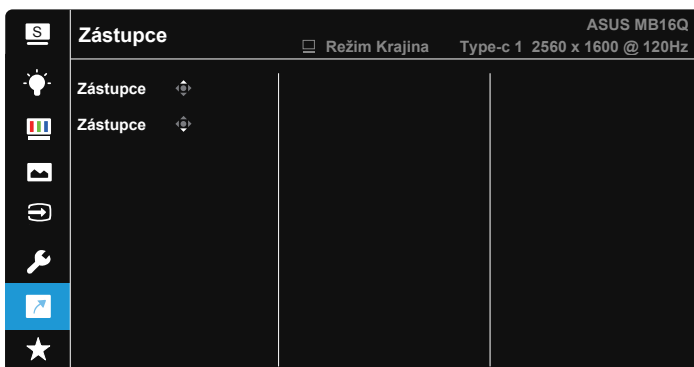 S
Zástupce
ASUS MB16Q
Režim Krajina Type-c 1 2560 x 1600 @ 120Hz
Zástupce
Zástupce